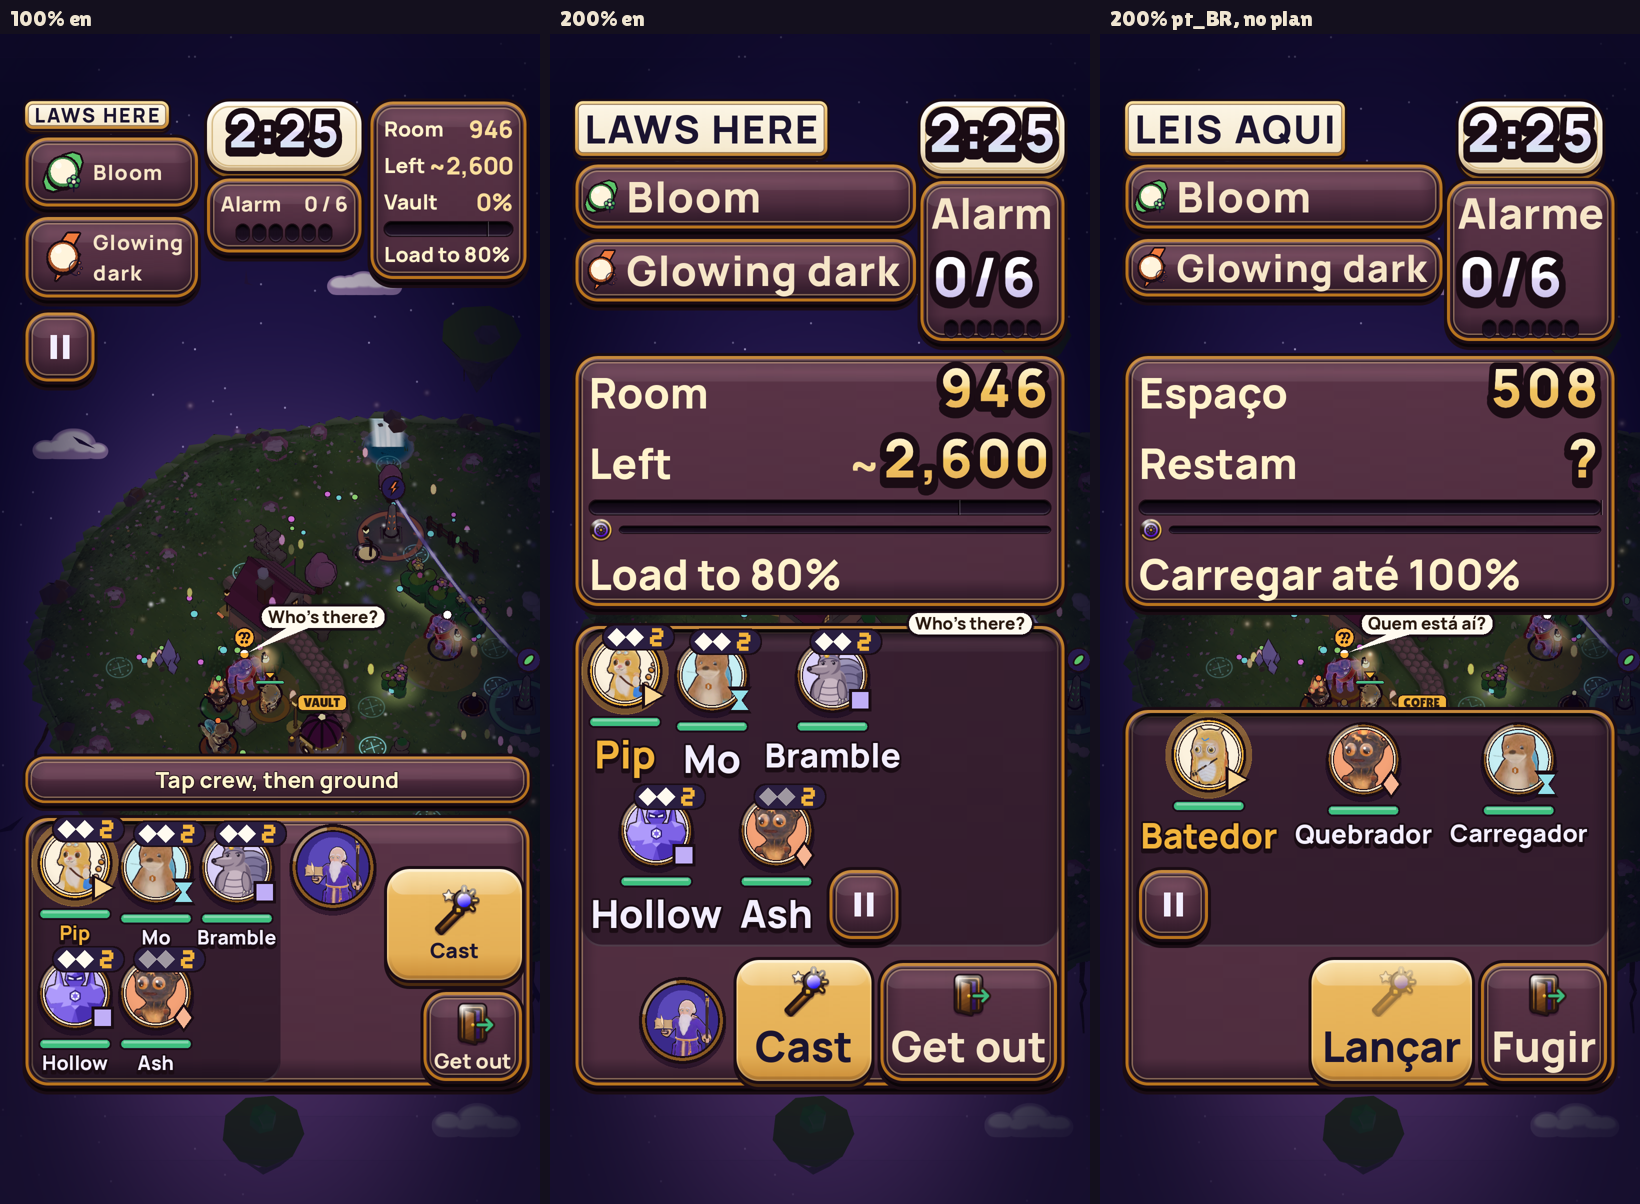 100% en
LAWS HERE
2:25
Bloom
Glowing
dark
Alarm 0/6
Room 946
Left ~2,600
Vault 0%
Load to 80%
Who's there?
??
VAULT
Tap crew, then ground
2
2
2
Pip
Mo
Bramble
2
2
Hollow
Ash
Cast
Get out
200% en
LAWS HERE
2:25
Bloom
Glowing dark
Alarm
0/6
Room 946
Left ~2,600
Load to 80%
Who's there?
2
2
2
Pip
Mo
Bramble
2
2
Hollow
Ash
Cast
Get out
200% pt_BR, no plan
LEIS AQUI
2:25
Bloom
Glowing dark
Alarme
0/6
Espaço 508
Restam ?
Carregar até 100%
Quem está aí?
??
COFRE
Batedor
Quebrador
Carregador
Lançar
Fugir